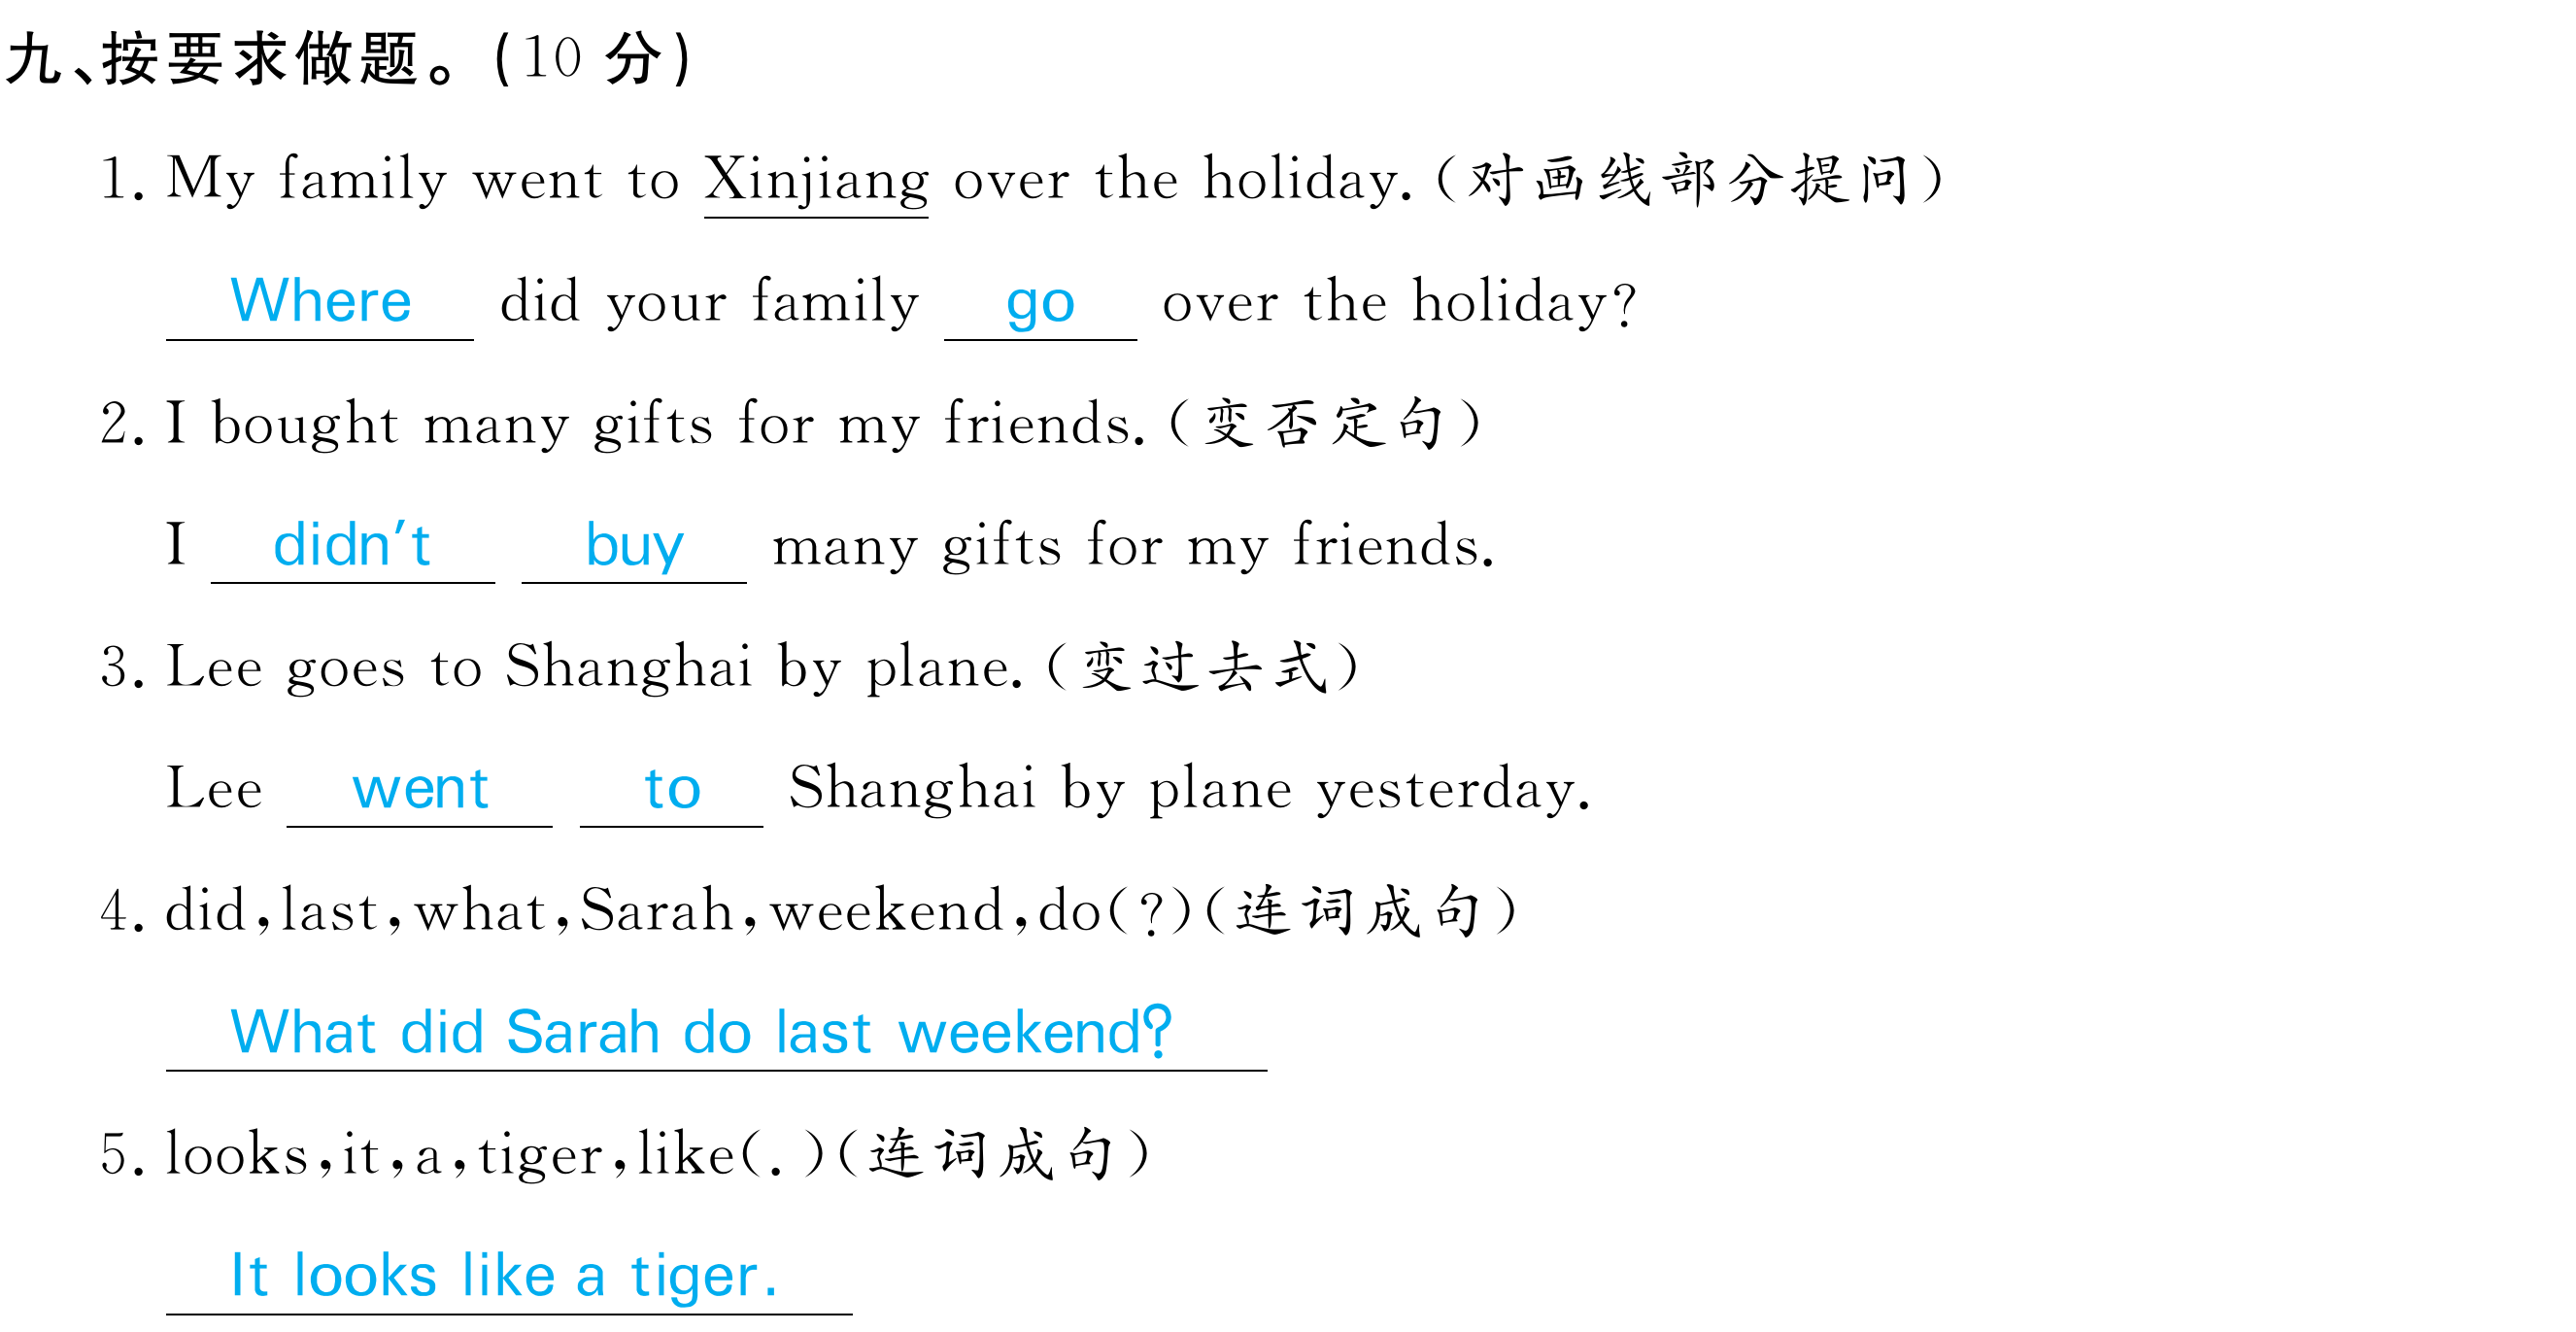 九、按要求做题。(10 分)
1. My family went to Xinjiang over the holiday.(对画线部分提问)
Where did your family go over the holiday?
2. I bought many gifts for my friends.(变否定句)
I didn't buy many gifts for my friends.
3. Lee goes to Shanghai by plane.(变过去式)
Lee went to Shanghai by plane yesterday.
4. did,last,what,Sarah,weekend,do(?)(连词成句)
What did Sarah do last weekend?
5. looks,it,a,tiger,like(.)(连词成句)
It looks like a tiger.